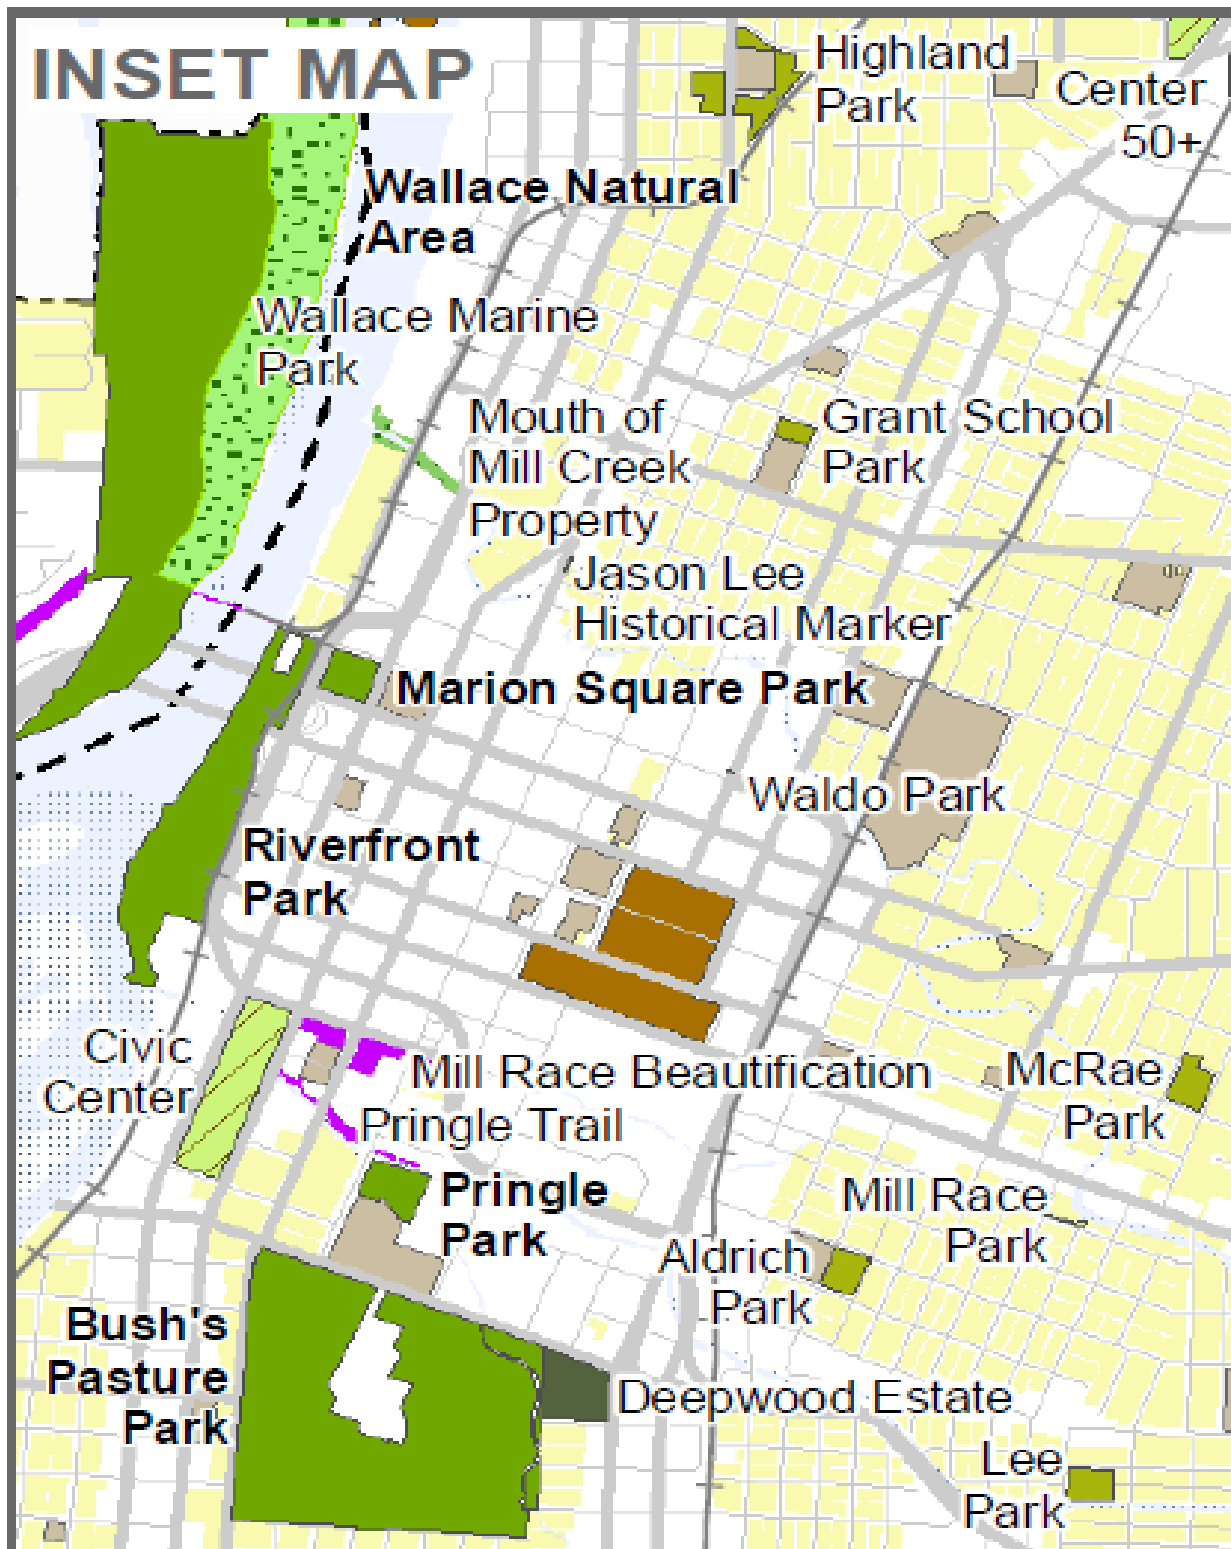 INSET MAP
Highland
Park
Center
50+
Wallace Natural
Area
Wallace Marine
Park
Mouth of
Mill Creek
Property
Grant School
Park
Jason Lee
Historical Marker
Marion Square Park
Waldo Park
Riverfront
Park
Civic
Center
Mill Race Beautification
McRae
Park
Pringle Trail
Pringle
Park
Mill Race
Park
Aldrich
Park
Bush's
Pasture
Park
Deepwood Estate
Lee
Park